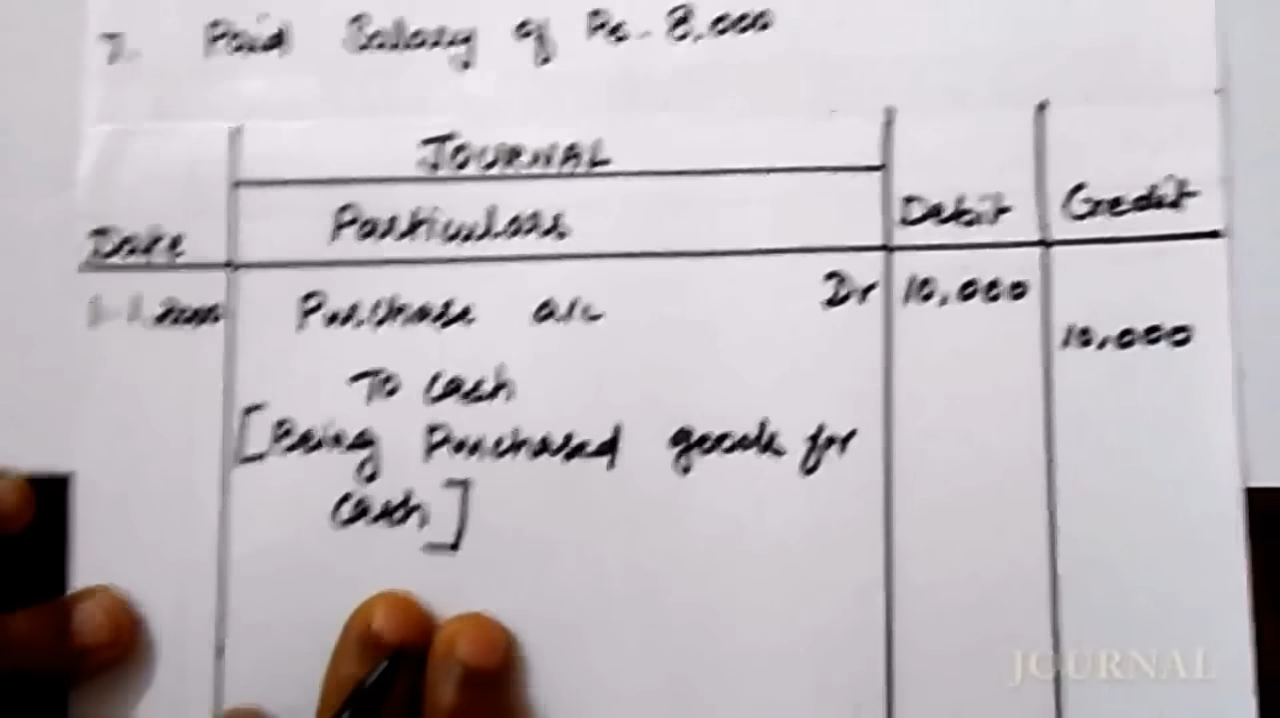 7. Paid Salary of Rs. 8,000
JOURNAL
Date Particulars Debit Credit
Purchase a/c Dr 10,000
10,000
To cash
[Being Purchased goods for
cash]
JOURNAL